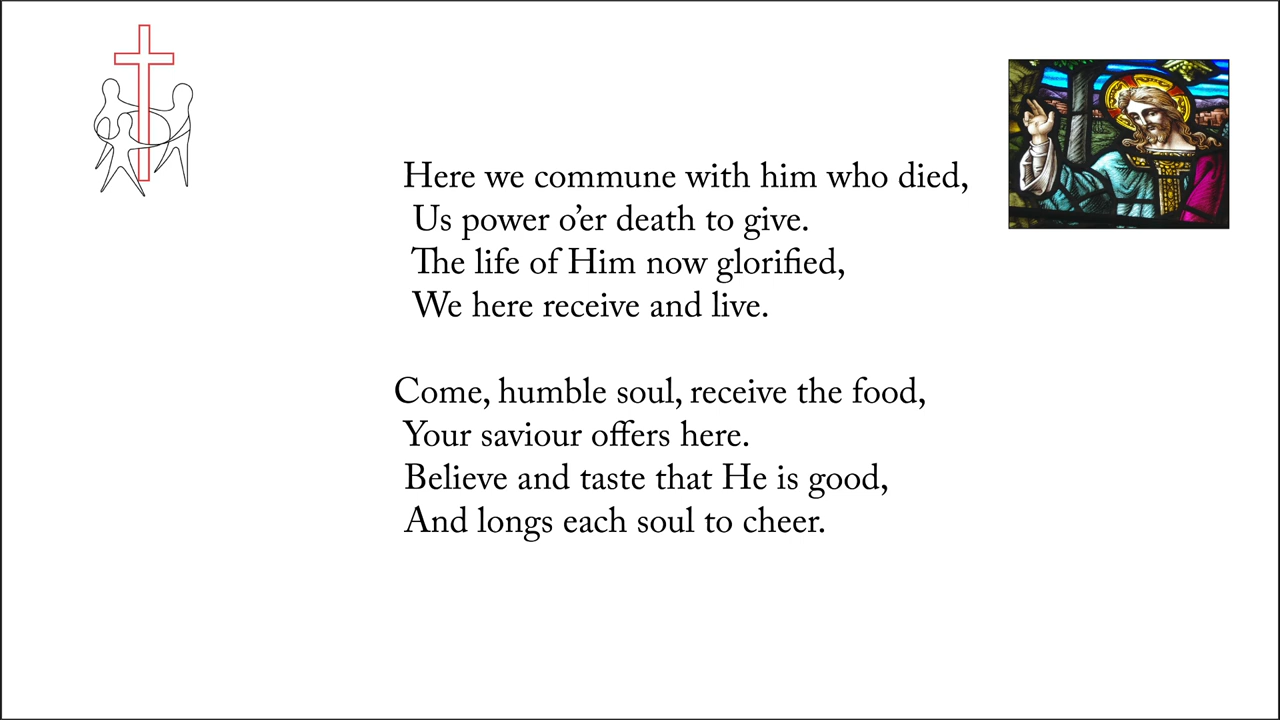 Here we commune with him who died,
Us power o’er death to give.
The life of Him now glorified,
We here receive and live.
Come, humble soul, receive the food,
Your saviour offers here.
Believe and taste that He is good,
And longs each soul to cheer.